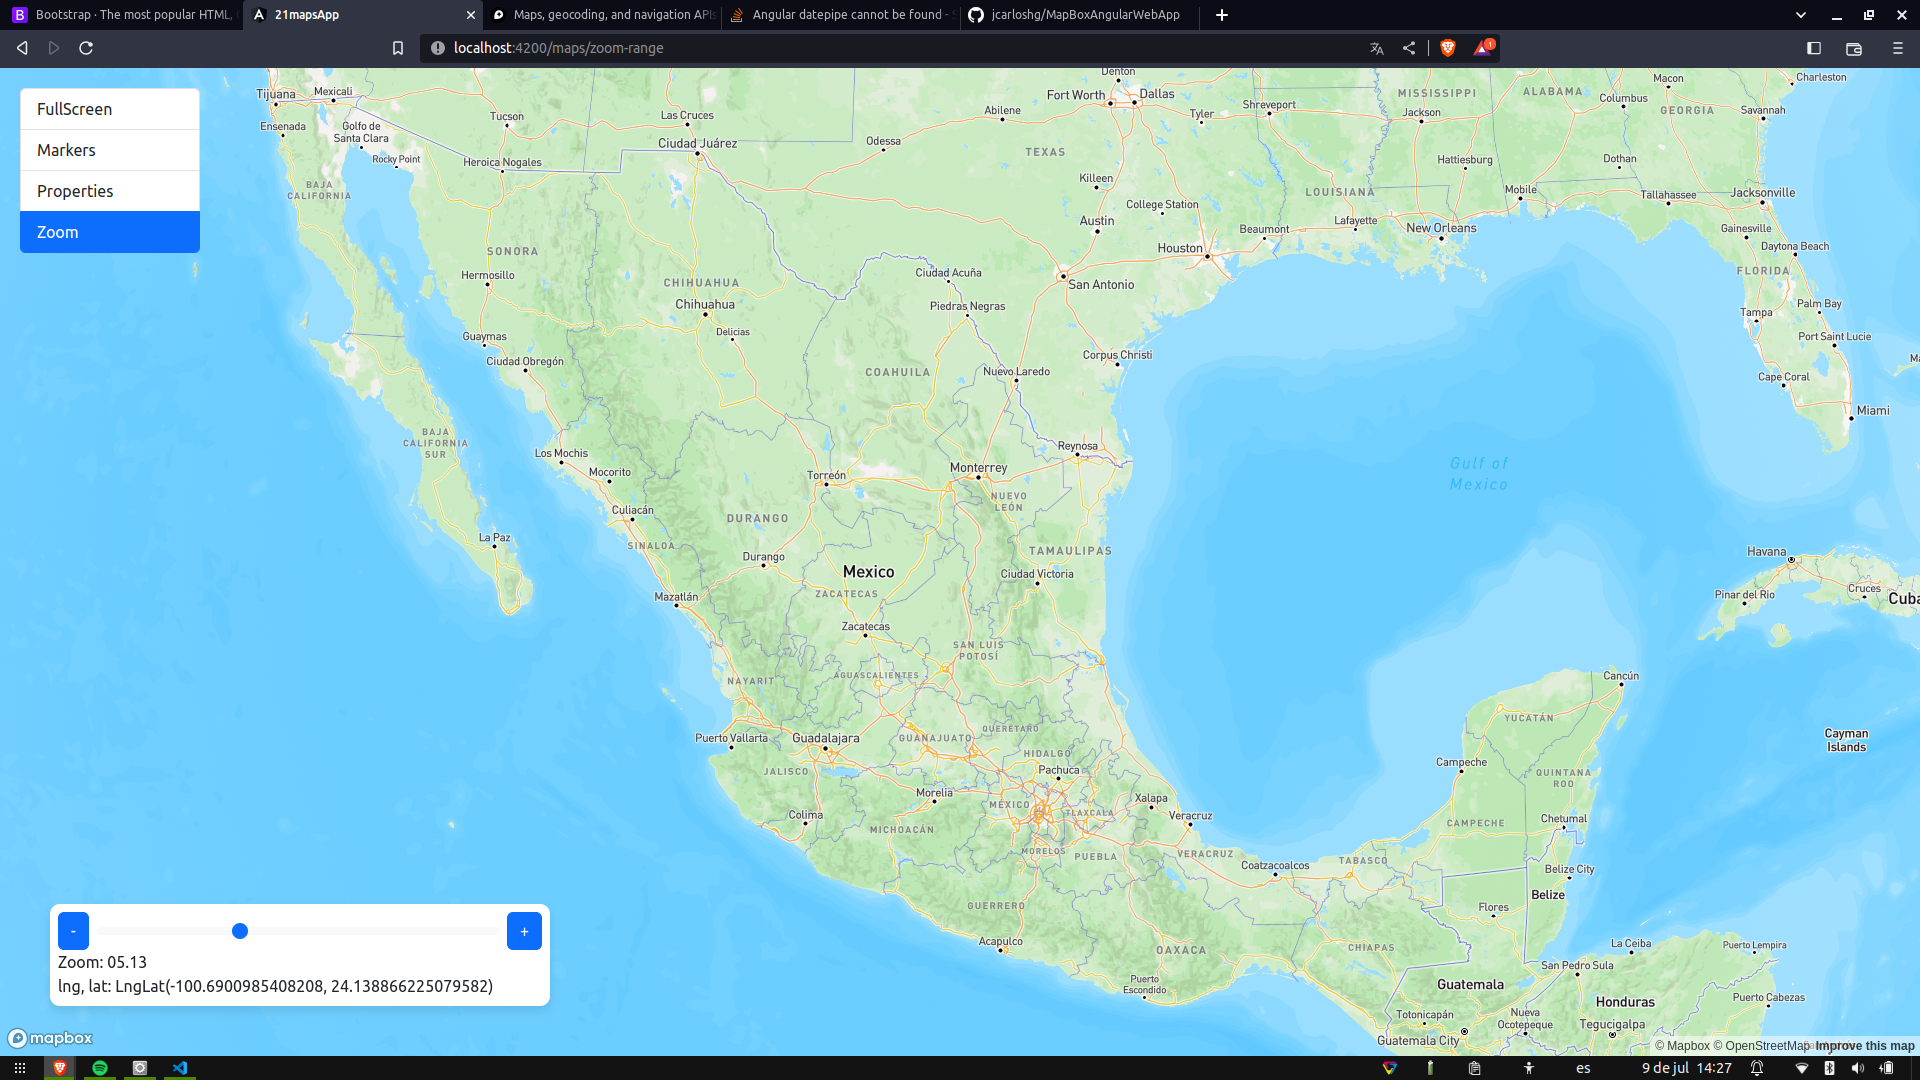 Bootstrap · The most popular HTML,
21mapsApp
Maps, geocoding, and navigation APIs
Angular datepipe cannot be found -
jcarloshg/MapBoxAngularWebApp
localhost:4200/maps/zoom-range
1
FullScreen
Markers
Properties
Zoom
Tijuana
Mexicali
Ensenada
Golfo de
Santa Clara
Rocky Point
Tucson
Heroica Nogales
Las Cruces
Ciudad Juárez
Odessa
Abilene
Denton
Fort Worth
Dallas
Tyler
Shreveport
TEXAS
Killeen
Austin
College Station
Houston
Beaumont
San Antonio
Corpus Christi
MISSISSIPPI
Jackson
Hattiesburg
LOUISIANA
Lafayette
New Orleans
Mobile
ALABAMA
Dothan
Columbus
Macon
GEORGIA
Savannah
Charleston
Tallahassee
Jacksonville
Gainesville
Daytona Beach
FLORIDA
Palm Bay
Tampa
Port Saint Lucie
Cape Coral
Miami
BAJA
CALIFORNIA
SONORA
Hermosillo
CHIHUAHUA
Chihuahua
Delicias
Guaymas
Ciudad Obregón
Ciudad Acuña
Piedras Negras
COAHUILA
Nuevo Laredo
BAJA
CALIFORNIA
SUR
Los Mochis
Mocorito
Culiacán
SINALOA
La Paz
Torreón
Monterrey
Reynosa
NUEVO
LEÓN
DURANGO
Durango
Mexico
ZACATECAS
Zacatecas
TAMAULIPAS
Ciudad Victoria
Mazatlán
SAN LUIS
POTOSÍ
AGUASCALIENTES
NAYARIT
Gulf of
Mexico
Havana
Pinar del Río
Cruces
Cuba
Puerto Vallarta
Guadalajara
JALISCO
GUANAJUATO
QUERÉTARO
HIDALGO
Pachuca
MÉXICO
TLAXCALA
Morelia
MICHOACÁN
Colima
MORELOS
PUEBLA
Xalapa
Veracruz
VERACRUZ
Coatzacoalcos
TABASCO
Campeche
CAMPECHE
YUCATÁN
Cancún
QUINTANA
ROO
Chetumal
Cayman
Islands
Belize City
Belize
Flores
GUERRERO
Acapulco
OAXACA
Puerto
Escondido
CHIAPAS
Guatemala
Totonicapán
Guatemala City
La Ceiba
San Pedro Sula
Puerto Lempira
Honduras
Nueva
Ocotepeque
Tegucigalpa
Puerto Cabezas
-
+
Zoom: 05.13
lng, lat: LngLat(-100.6900985408208, 24.138866225079582)
mapbox
© Mapbox © OpenStreetMap Improve this map
es
9 de jul 14:27